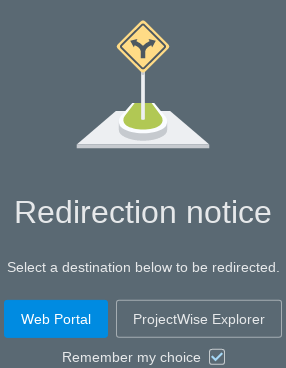 Redirection notice
Select a destination below to be redirected.
Web Portal
ProjectWise Explorer
Remember my choice